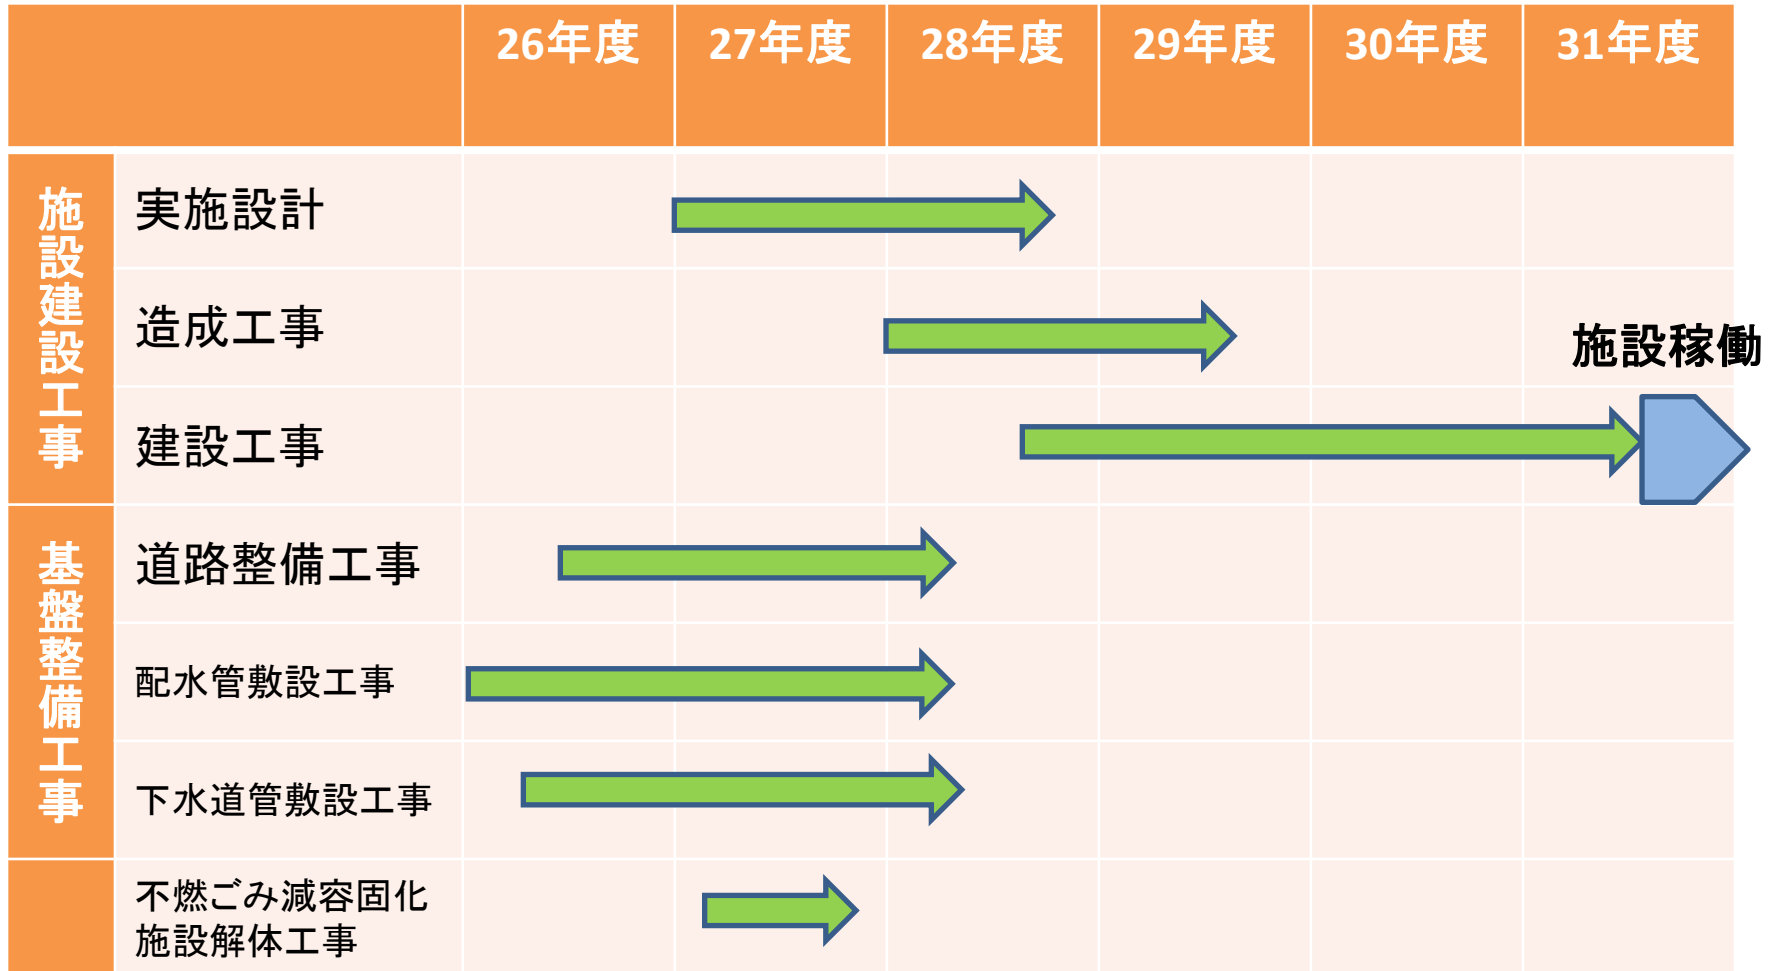 26年度 27年度 28年度 29年度 30年度 31年度
施設建設工事
実施設計
造成工事
施設稼働
建設工事
基盤整備工事
道路整備工事
配水管敷設工事
下水道管敷設工事
不燃ごみ減容固化
施設解体工事